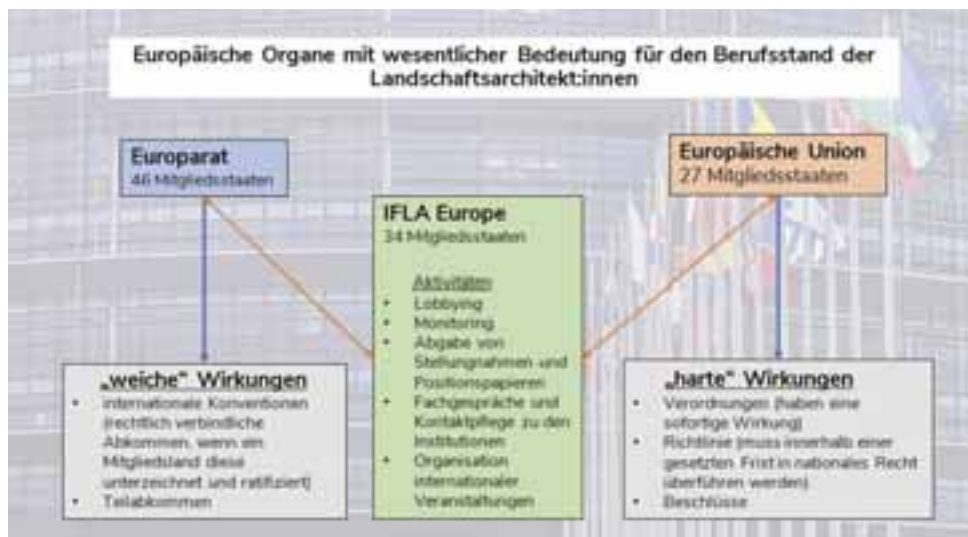 Europäische Organe mit wesentlicher Bedeutung für den Berufsstand der
Landschaftsarchitekt:innen
Europarat
46 Mitgliedsstaaten
Europäische Union
27 Mitgliedsstaaten
IFLA Europe
34 Mitgliedsstaaten
Aktivitäten
• Lobbying
• Monitoring
• Abgabe von
Stellungnahmen und
Positionspapieren
• Fachgespräche und
Kontaktpflege zu den
Institutionen
• Organisation
internationaler
Veranstaltungen
„weiche“ Wirkungen
• internationale Konventionen
(rechtlich verbindliche
Abkommen, wenn ein
Mitgliedsland diese
unterzeichnet und ratifiziert)
• Teilabkommen
„harte“ Wirkungen
• Verordnungen (haben eine
sofortige Wirkung)
• Richtlinie (muss innerhalb einer
gesetzten Frist in nationales Recht
überführen werden)
• Beschlüsse